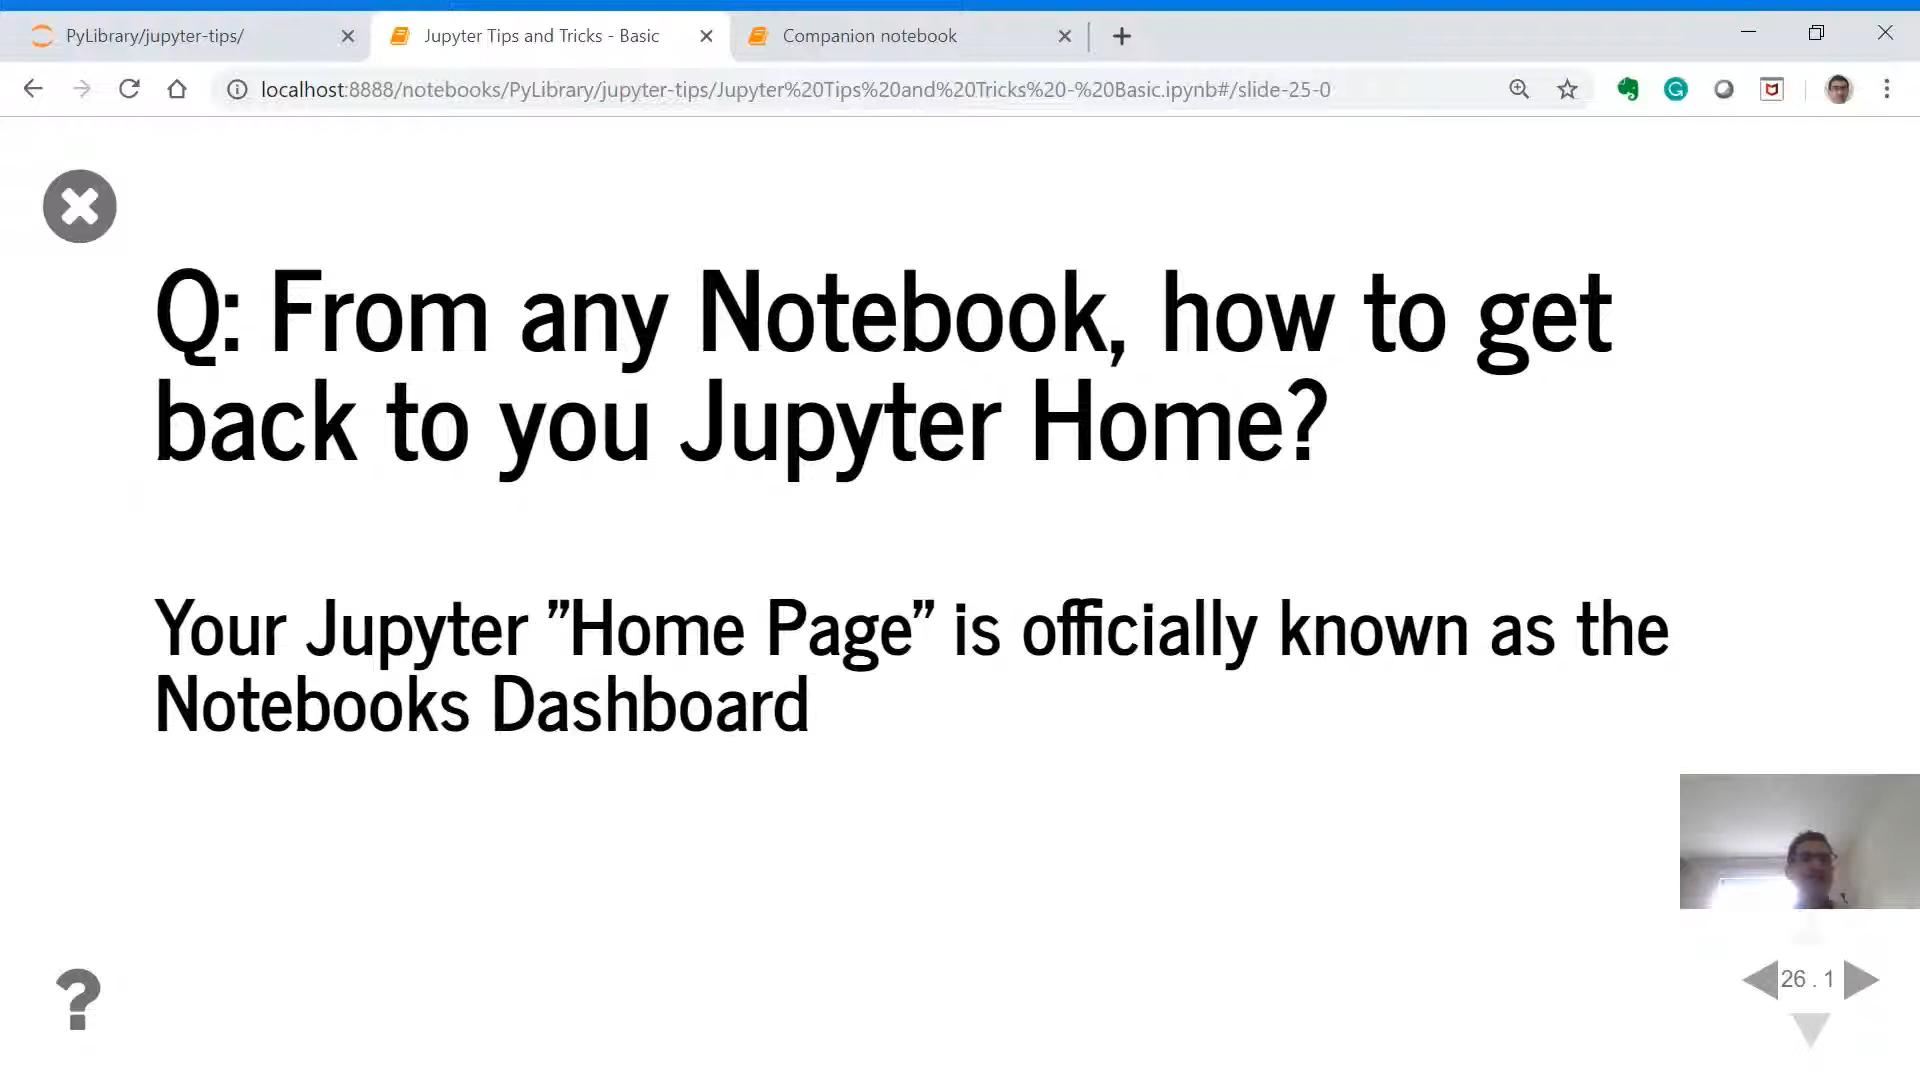 PyLibrary/jupyter-tips/
Jupyter Tips and Tricks - Basic
Companion notebook
localhost:8888/notebooks/PyLibrary/jupyter-tips/Jupyter%20Tips%20and%20Tricks%20-%20Basic.ipynb#/slide-25-0
Q: From any Notebook, how to get
back to you Jupyter Home?
Your Jupyter "Home Page" is officially known as the
Notebooks Dashboard
?
26 . 1